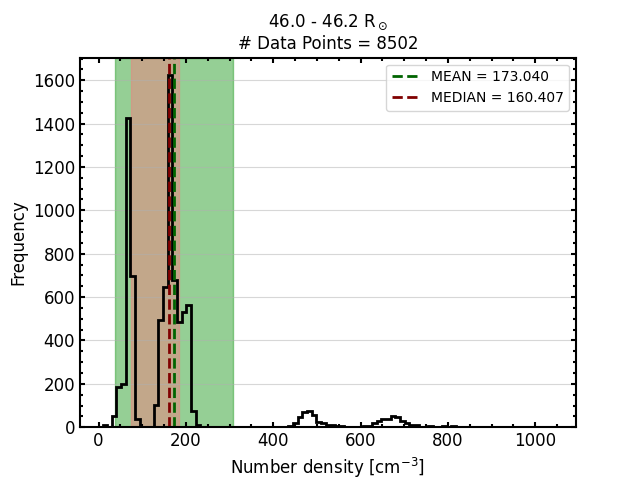 46.0 - 46.2 R⊙
# Data Points = 8502
MEAN = 173.040
MEDIAN = 160.407
1600
1400
1200
1000
800
600
400
200
0
Frequency
0 200 400 600 800 1000
Number density [cm⁻³]